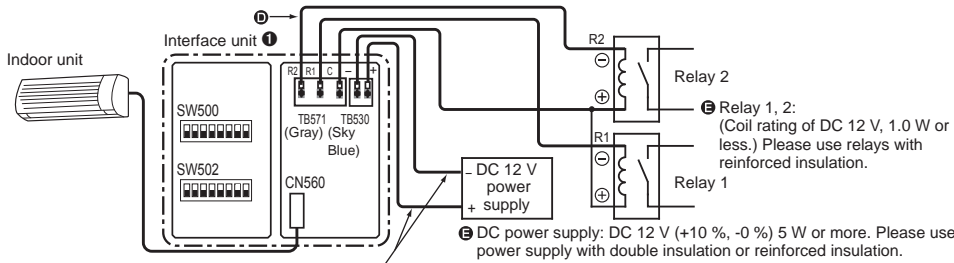 D
Interface unit 1
Indoor unit
R2 R1 C − +
TB571 TB530
(Gray) (Sky
Blue)
SW500
SW502
CN560
− DC 12 V
power
+ supply
R2
−
+
Relay 2
E Relay 1, 2:
(Coil rating of DC 12 V, 1.0 W or
less.) Please use relays with
reinforced insulation.
R1
−
+
Relay 1
E DC power supply: DC 12 V (+10 %, -0 %) 5 W or more. Please use
power supply with double insulation or reinforced insulation.